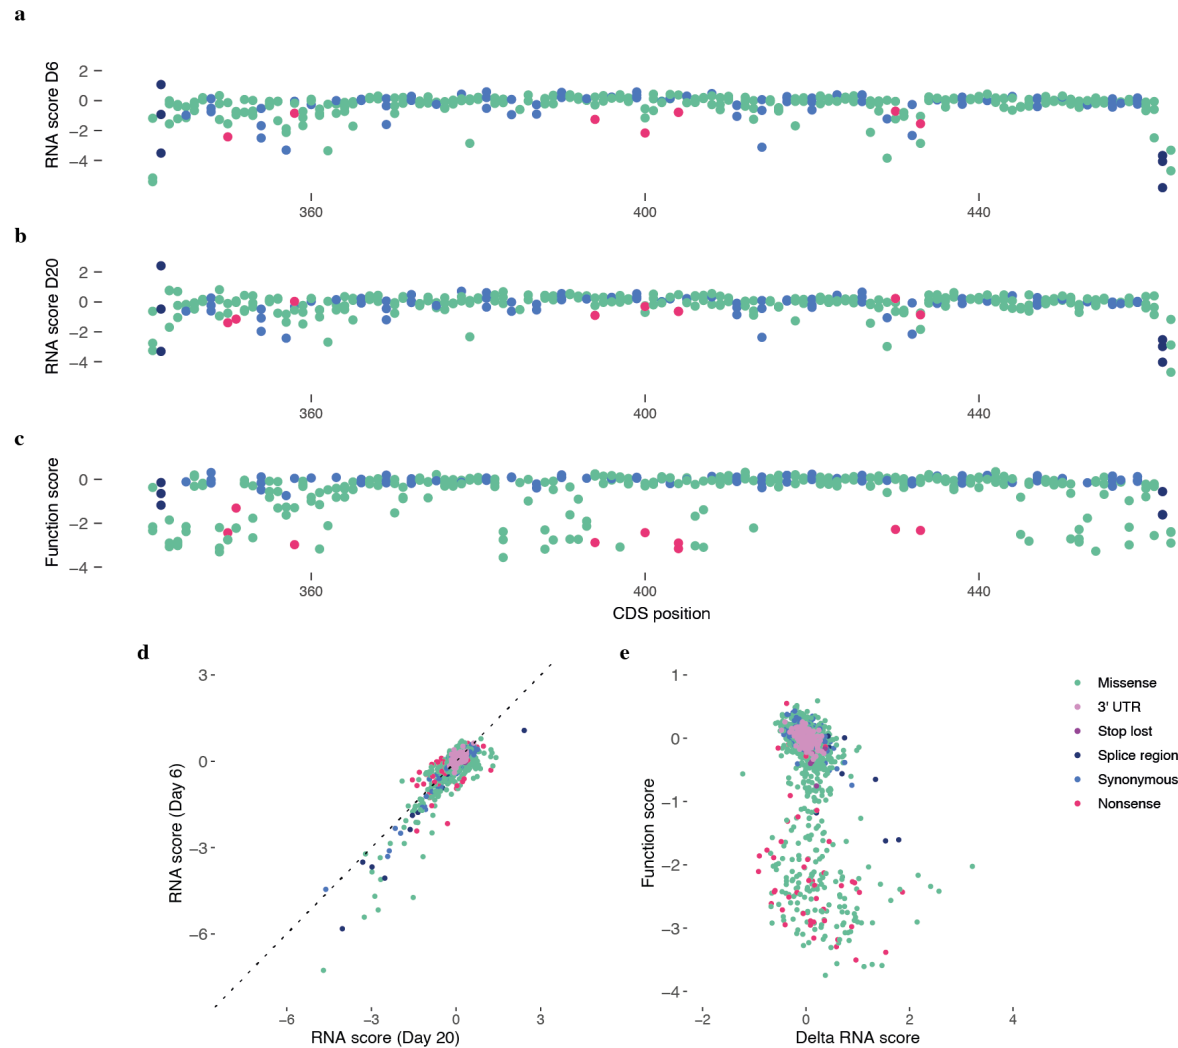 a
RNA score D6
2
0
−2
−4
360
400
440
b
RNA score D20
2
0
−2
−4
360
400
440
c
Function score
0
−2
−4
360
400
440
CDS position
d
RNA score (Day 6)
3
0
−3
−6
−6
−3
0
3
RNA score (Day 20)
e
Function score
1
0
−1
−2
−3
−4
−2
0
2
4
Delta RNA score
Missense
3' UTR
Stop lost
Splice region
Synonymous
Nonsense